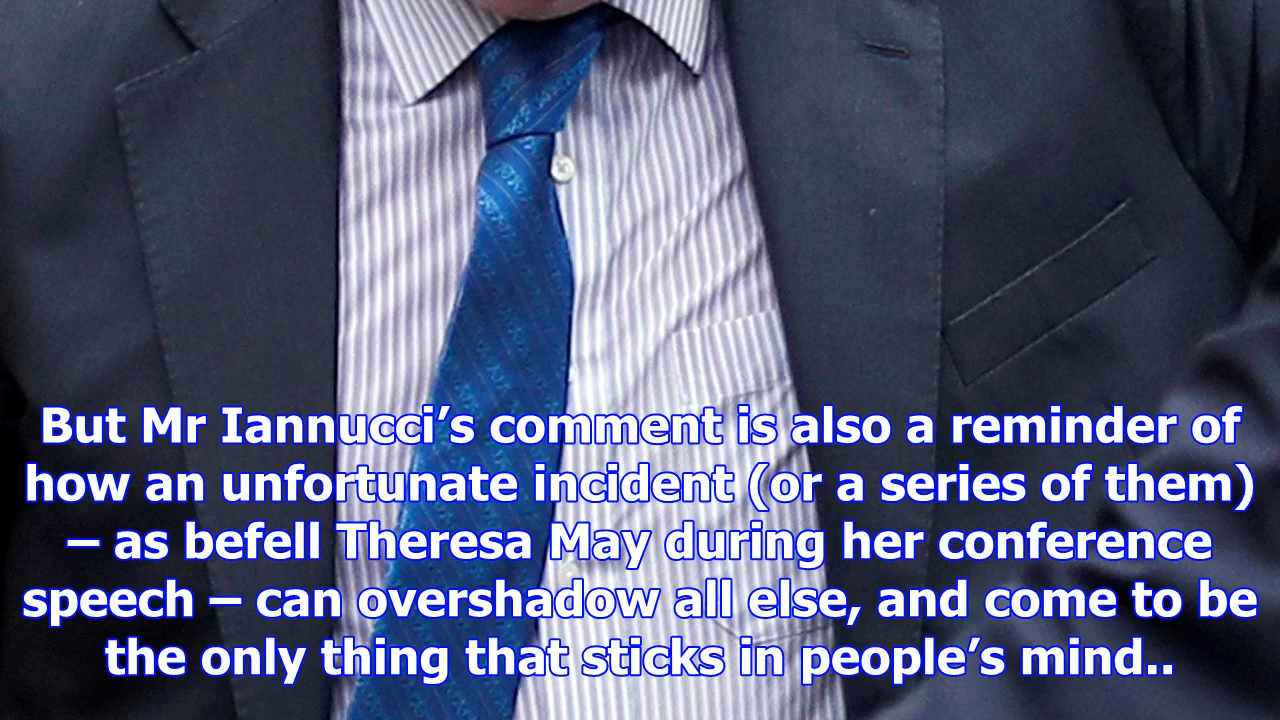 But Mr Iannucci’s comment is also a reminder of
how an unfortunate incident (or a series of them)
– as befell Theresa May during her conference
speech – can overshadow all else, and come to be
the only thing that sticks in people’s mind..